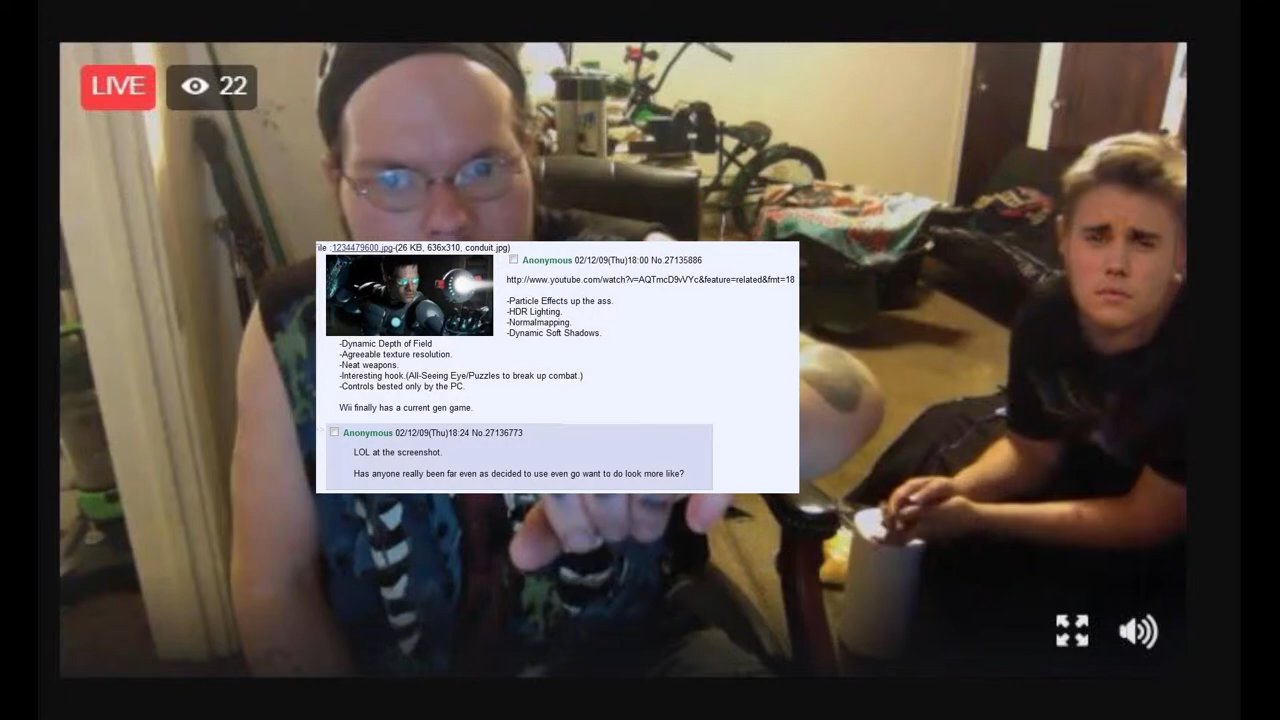 LIVE 22
ile :1234479600.jpg-(26 KB, 636x310, conduit.jpg)
Anonymous 02/12/09(Thu)18:00 No.27135886
http://www.youtube.com/watch?v=AQTmcD9vVYc&feature=related&fmt=18
-Particle Effects up the ass.
-HDR Lighting.
-Normalmapping.
-Dynamic Soft Shadows.
-Dynamic Depth of Field
-Agreeable texture resolution.
-Neat weapons.
-Interesting hook.(All-Seeing Eye/Puzzles to break up combat.)
-Controls bested only by the PC.
Wii finally has a current gen game.
Anonymous 02/12/09(Thu)18:24 No.27136773
LOL at the screenshot.
Has anyone really been far even as decided to use even go want to do look more like?